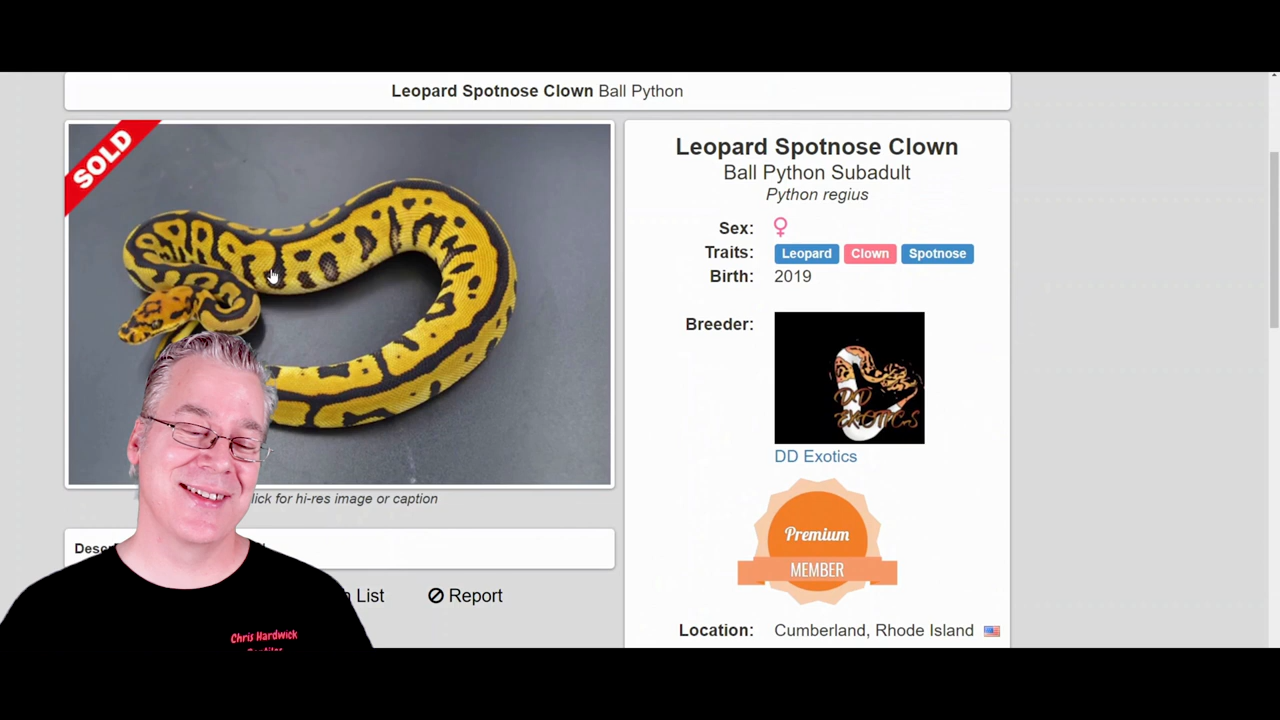 Leopard Spotnose Clown Ball Python
SOLD
Leopard Spotnose Clown
Ball Python Subadult
Python regius
Sex: ♀
Traits: Leopard Clown Spotnose
Birth: 2019
Breeder:
DD
EXOTICS
DD Exotics
Premium
MEMBER
lick for hi-res image or caption
List
Report
Location: Cumberland, Rhode Island
Chris Hardwick